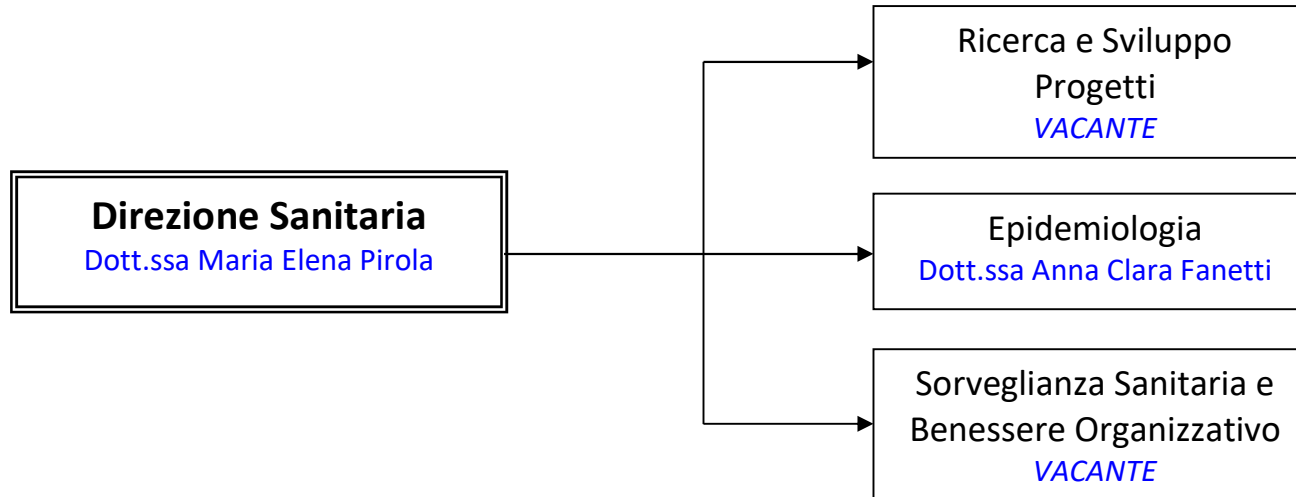 Ricerca e Sviluppo
Progetti
VACANTE
Direzione Sanitaria
Dott.ssa Maria Elena Pirola
Epidemiologia
Dott.ssa Anna Clara Fanetti
Sorveglianza Sanitaria e
Benessere Organizzativo
VACANTE